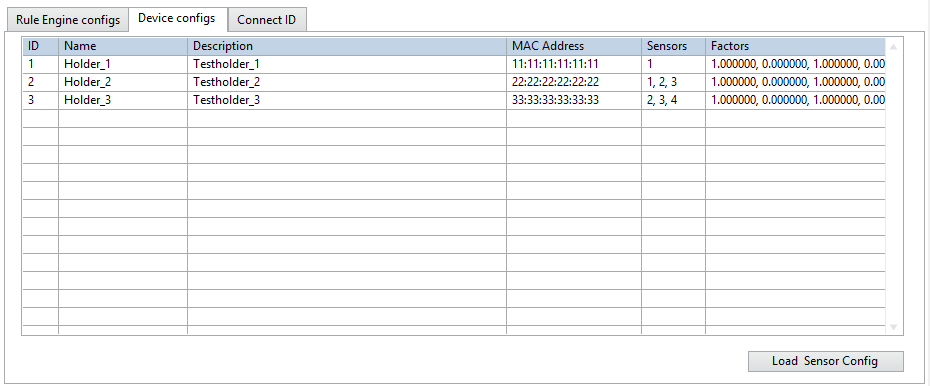 Rule Engine configs Device configs Connect ID
ID Name Description MAC Address Sensors Factors
1 Holder_1 Testholder_1 11:11:11:11:11:11 1 1.000000, 0.000000, 1.000000, 0.00
2 Holder_2 Testholder_2 22:22:22:22:22:22 1, 2, 3 1.000000, 0.000000, 1.000000, 0.00
3 Holder_3 Testholder_3 33:33:33:33:33:33 2, 3, 4 1.000000, 0.000000, 1.000000, 0.00
Load Sensor Config